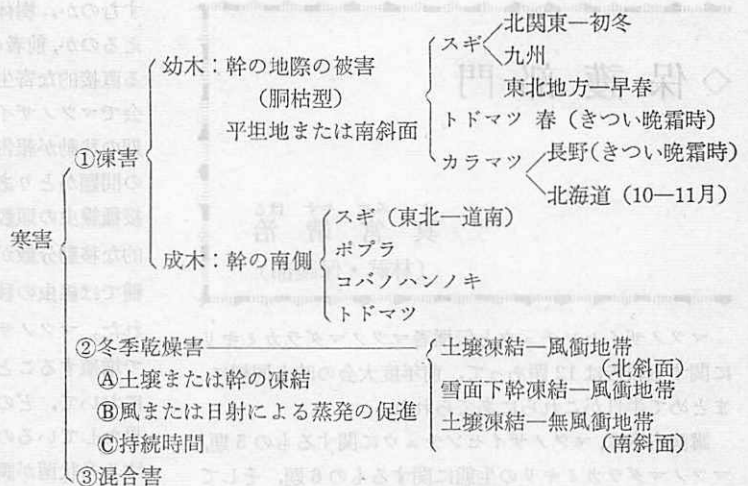 寒害
①凍害
幼木：幹の地際の被害
（胴枯型）
平坦地または南斜面
スギ
北関東―初冬
九州
東北地方―早春
トドマツ 春（きつい晩霜時）
カラマツ
長野（きつい晩霜時）
北海道（10―11月）
成木：幹の南側
スギ（東北―道南）
ポプラ
コバノハンノキ
トドマツ
②冬季乾燥害
Ⓐ土壌または幹の凍結
Ⓑ風または日射による蒸発の促進
Ⓒ持続時間
土壌凍結―風衝地帯
（北斜面）
雪面下幹凍結―風衝地帯
土壌凍結―無風衝地帯
（南斜面）
③混合害